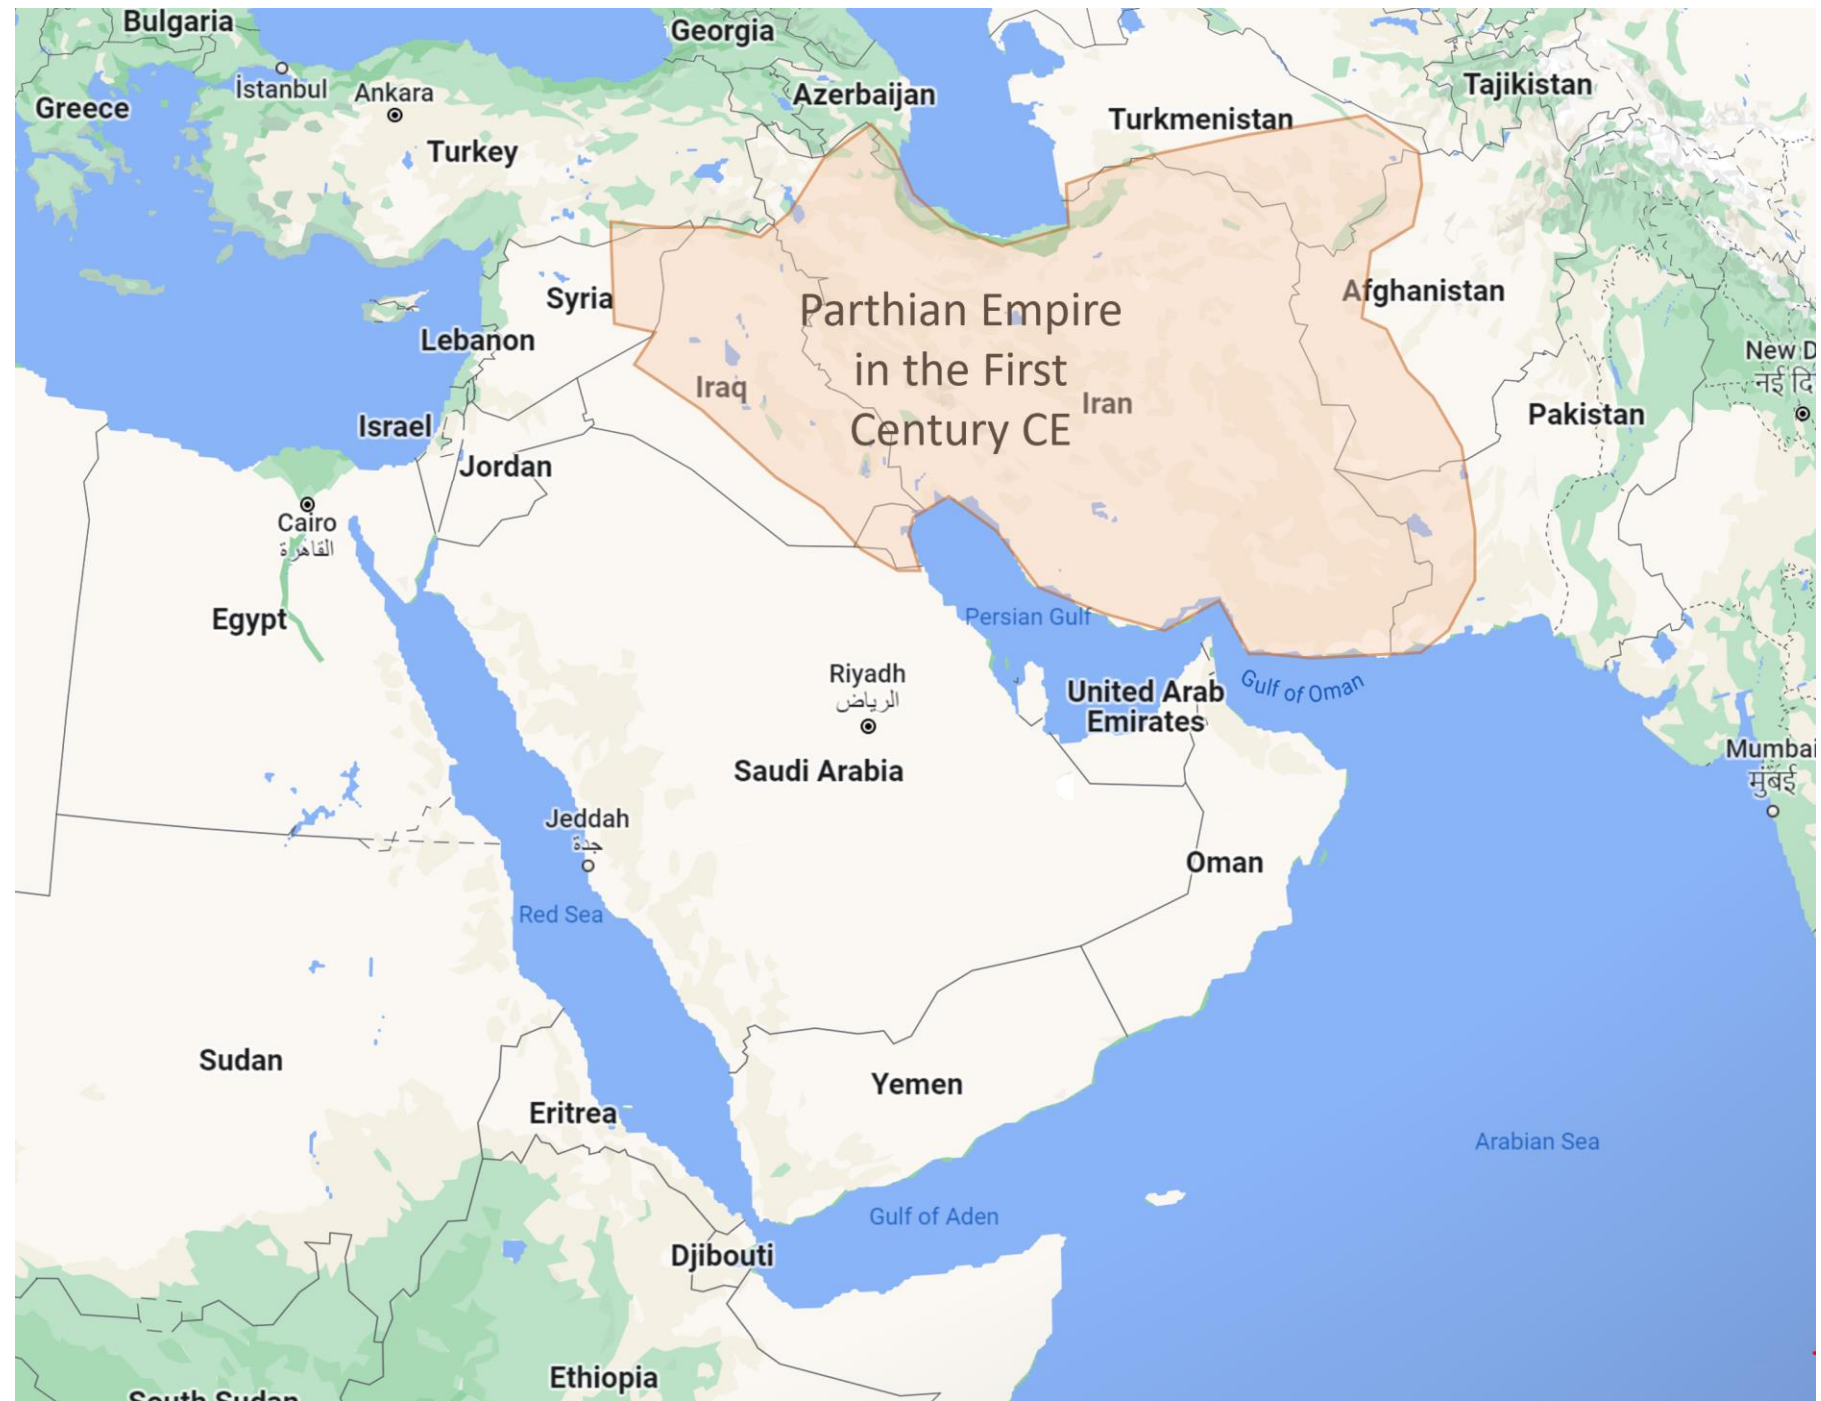 Bulgaria
Georgia
İstanbul
Ankara
Greece
Azerbaijan
Tajikistan
Turkmenistan
Turkey
Syria
Afghanistan
Parthian Empire
in the First
Century CE
Lebanon
New D
नई दि
Iraq
Iran
Israel
Pakistan
Jordan
Cairo
القاهرة
Egypt
Persian Gulf
Riyadh
الرياض
United Arab
Emirates
Gulf of Oman
Saudi Arabia
Mumbai
मुंबई
Jeddah
جدة
Oman
Red Sea
Sudan
Yemen
Eritrea
Arabian Sea
Gulf of Aden
Djibouti
Ethiopia
South Sudan